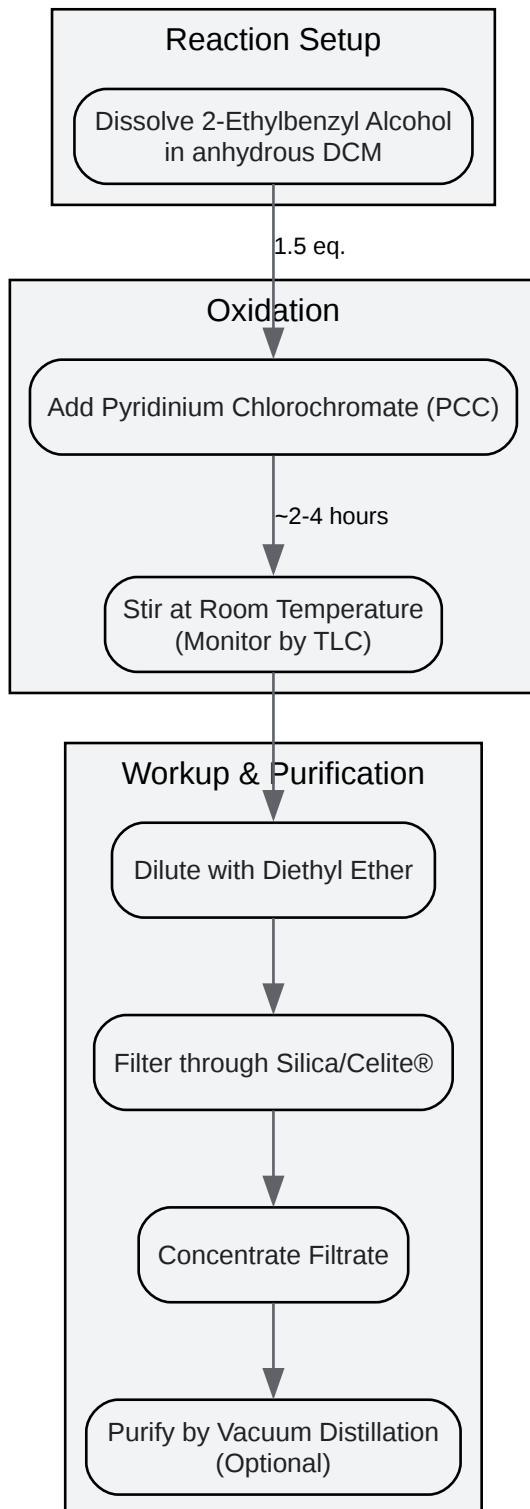 Reaction Setup
Dissolve 2-Ethylbenzyl Alcohol
in anhydrous DCM
1.5 eq.
Oxidation
Add Pyridinium Chlorochromate (PCC)
~2-4 hours
Stir at Room Temperature
(Monitor by TLC)
Workup & Purification
Dilute with Diethyl Ether
Filter through Silica/Celite®
Concentrate Filtrate
Purify by Vacuum Distillation
(Optional)